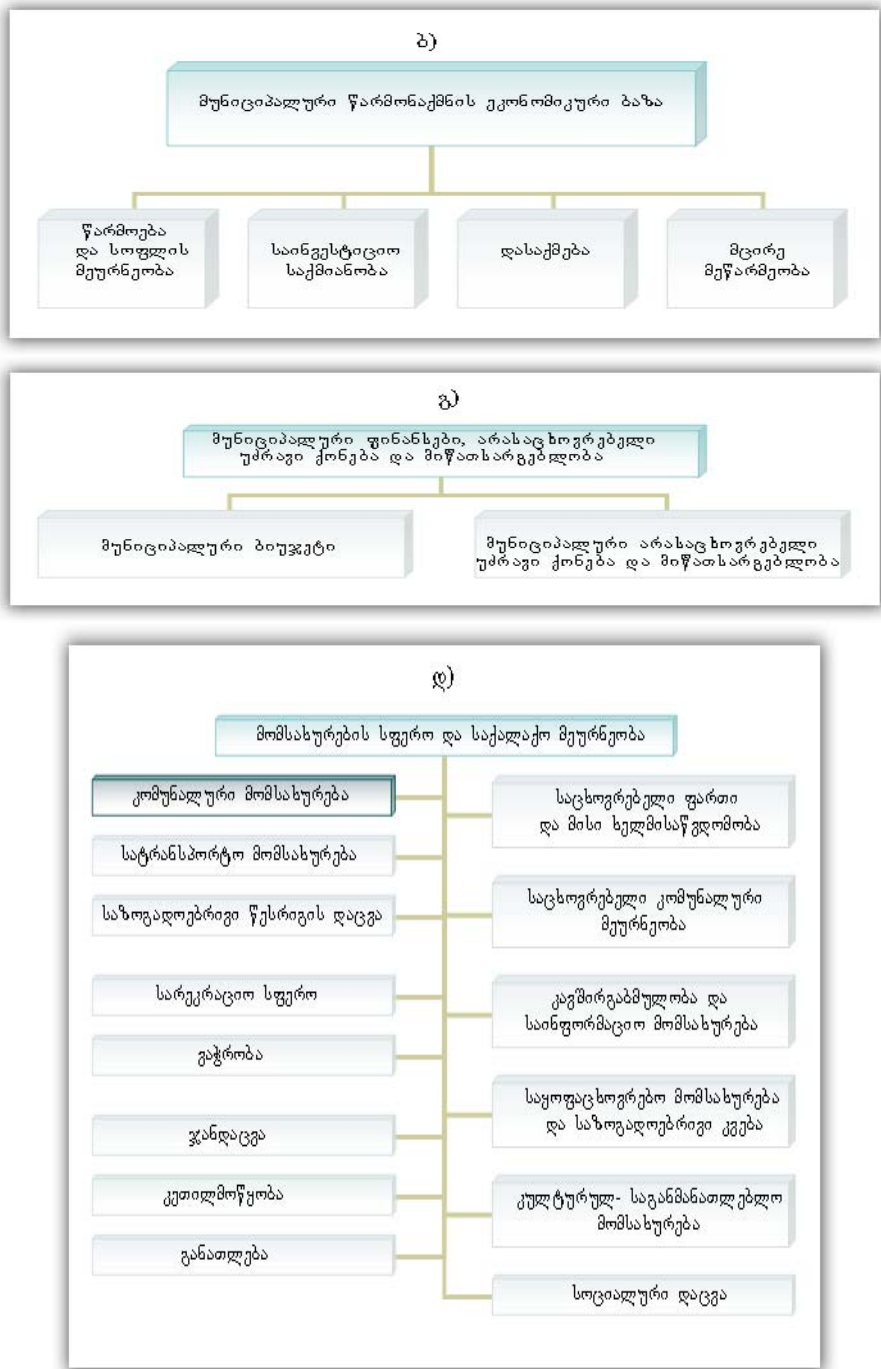 ბ)
მუნიციპალური წარმონაქმნის ეკონომიკური ბაზა
წარმოება
და სოფლის
მეურნეობა
საინვესტიციო
საქმიანობა
დასაქმება
მცირე
მეწარმეობა
გ)
მუნიციპალური ფინანსები, არასაცხოვრებელი
უძრავი ქონება და მიწათსარგებლობა
მუნიციპალური ბიუჯეტი
მუნიციპალური არასაცხოვრებელი
უძრავი ქონება და მიწათსარგებლობა
დ)
მომსახურების სფერო და საქალაქო მეურნეობა
კომუნალური მომსახურება
სატრანსპორტო მომსახურება
საზოგადოებრივი წესრიგის დაცვა
სარეკრაციო სფერო
ვაჭრობა
ჯანდაცვა
კეთილმოწყობა
განათლება
საცხოვრებელი ფართი
და მისი ხელმისაწვდომობა
საცხოვრებელი კომუნალური
მეურნეობა
კავშირგაბმულობა და
საინფორმაციო მომსახურება
საყოფაცხოვრებო მომსახურება
და საზოგადოებრივი კვება
კულტურულ- საგანმანათლებლო
მომსახურება
სოციალური დაცვა